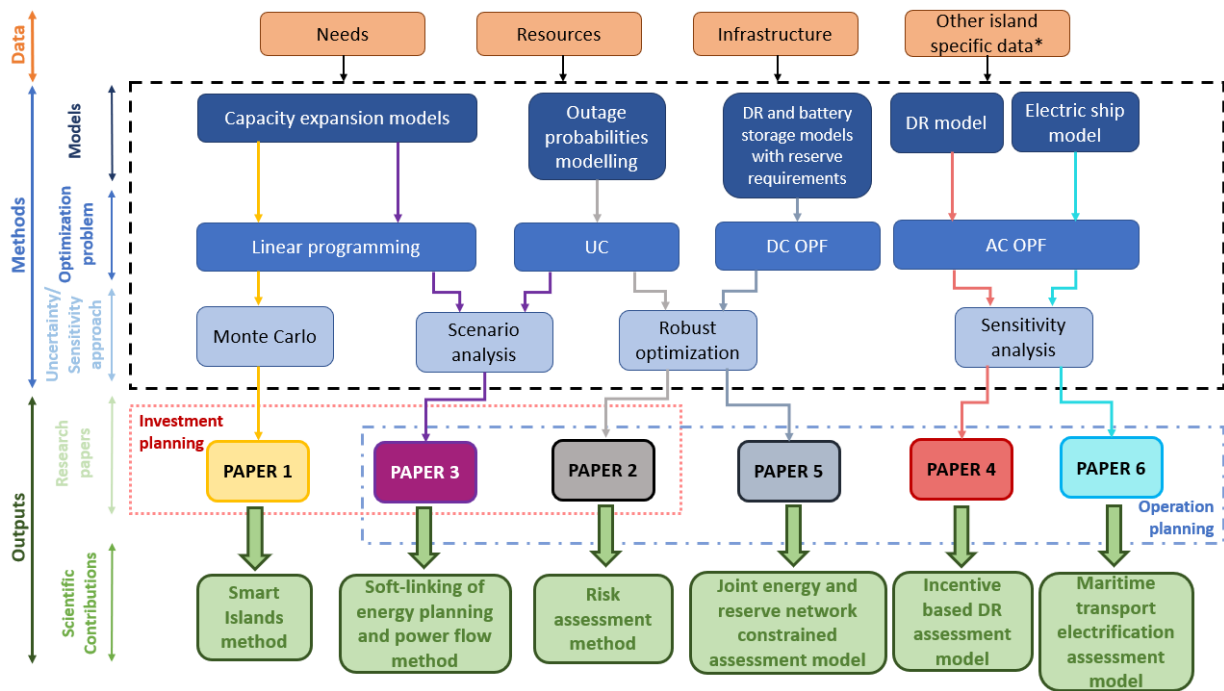 Data
Needs
Resources
Infrastructure
Other island
specific data*
Methods
Models
Capacity expansion models
Outage
probabilities
modelling
DR and battery
storage models
with reserve
requirements
DR model
Electric ship
model
Optimization
problem
Linear programming
UC
DC OPF
AC OPF
Uncertainty/
Sensitivity
approach
Monte Carlo
Scenario
analysis
Robust
optimization
Sensitivity
analysis
Outputs
Research
papers
Investment
planning
PAPER 1
PAPER 3
PAPER 2
PAPER 5
PAPER 4
PAPER 6
Operation
planning
Scientific
Contributions
Smart
Islands
method
Soft-linking of
energy planning
and power flow
method
Risk
assessment
method
Joint energy and
reserve network
constrained
assessment model
Incentive
based DR
assessment
model
Maritime
transport
electrification
assessment
model